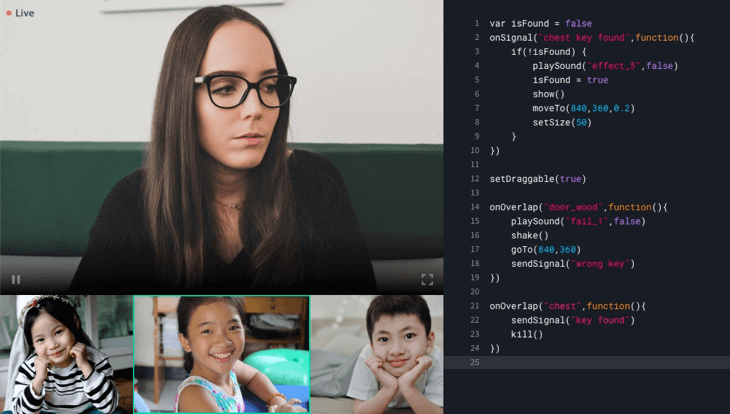 Live
1 var isFound = false
2 onSignal("chest key found",function(){
3 if(!isFound) {
4 playSound("effect_5",false)
5 isFound = true
6 show()
7 moveTo(840,360,0.2)
8 setSize(50)
9 }
10 })
11
12 setDraggable(true)
13
14 onOverlap("door_wood",function(){
15 playSound("fail_1",false)
16 shake()
17 goTo(840,360)
18 sendSignal("wrong key")
19 })
20
21 onOverlap("chest",function(){
22 sendSignal("key found")
23 kill()
24 })
25